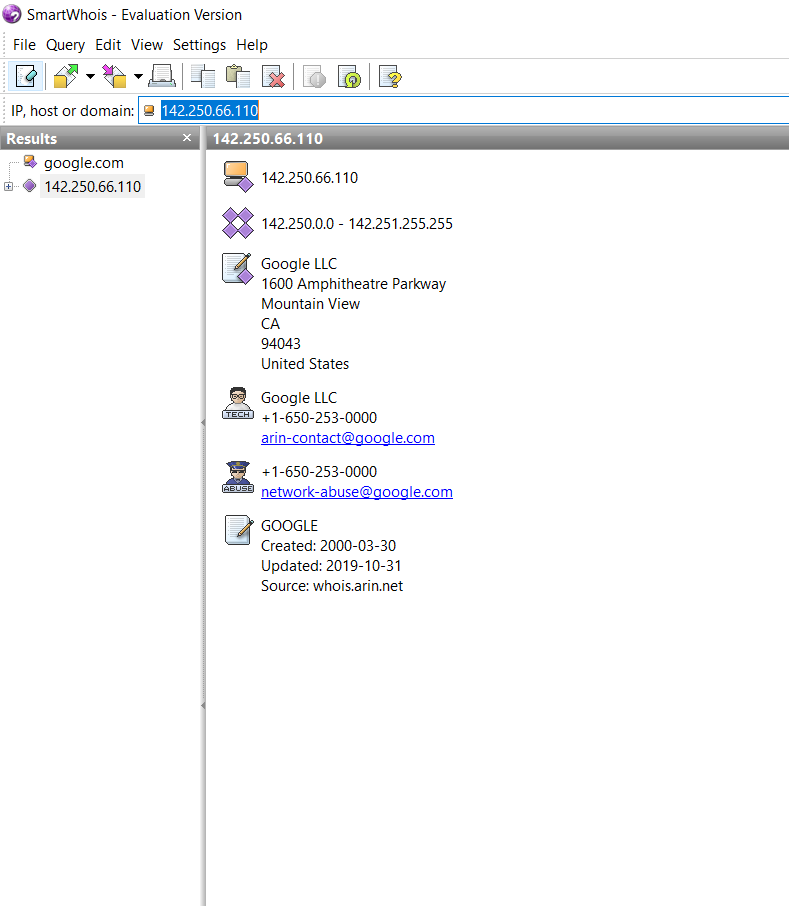 SmartWhois - Evaluation Version
File Query Edit View Settings Help
IP, host or domain: 142.250.66.110
Results ×
google.com
142.250.66.110
142.250.66.110
142.250.66.110
142.250.0.0 - 142.251.255.255
Google LLC
1600 Amphitheatre Parkway
Mountain View
CA
94043
United States
TECH
Google LLC
+1-650-253-0000
arin-contact@google.com
ABUSE
+1-650-253-0000
network-abuse@google.com
GOOGLE
Created: 2000-03-30
Updated: 2019-10-31
Source: whois.arin.net